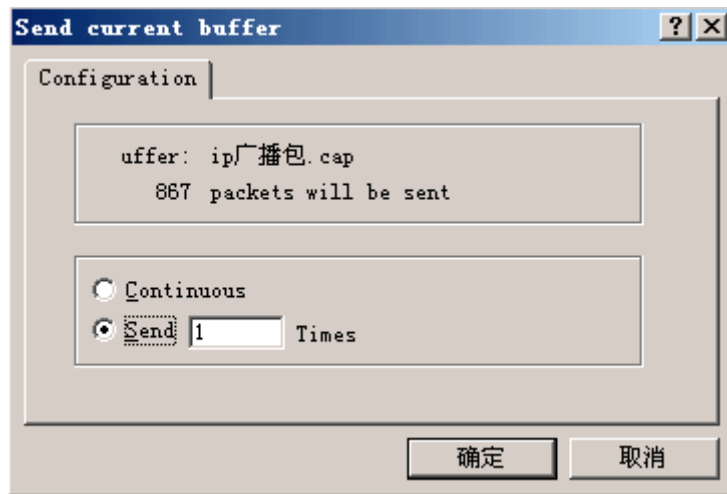 Send current buffer
Configuration
uffer: ip广播包.cap
867 packets will be sent
Continuous
Send 1 Times
确定 取消